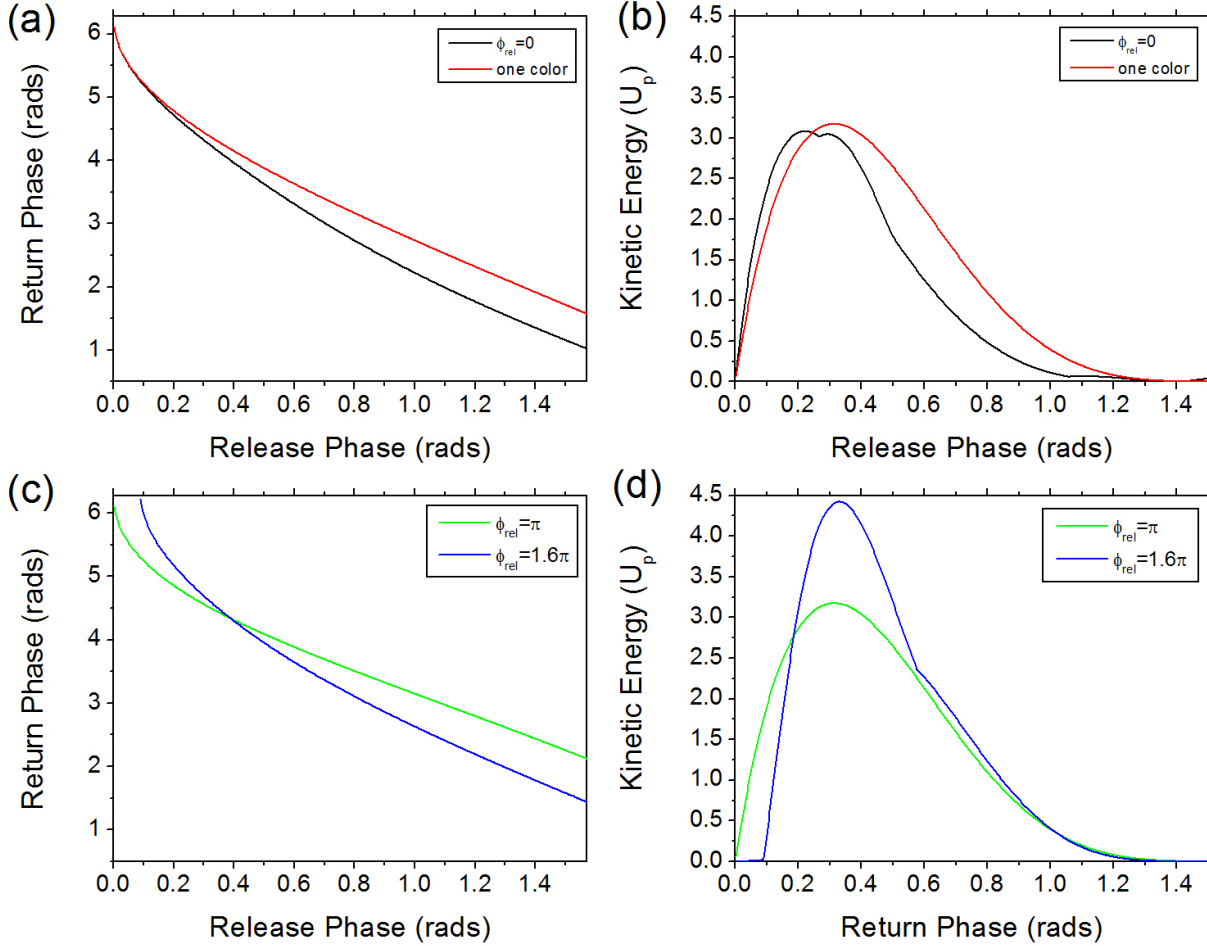 (a)
Return Phase (rads)
6
5
4
3
2
1
ϕrel=0
one color
0.0 0.2 0.4 0.6 0.8 1.0 1.2 1.4
Release Phase (rads)
(b)
Kinetic Energy (Up)
4.5
4.0
3.5
3.0
2.5
2.0
1.5
1.0
0.5
0.0
ϕrel=0
one color
0.0 0.2 0.4 0.6 0.8 1.0 1.2 1.4
Release Phase (rads)
(c)
Return Phase (rads)
6
5
4
3
2
1
ϕrel=π
ϕrel=1.6π
0.0 0.2 0.4 0.6 0.8 1.0 1.2 1.4
Release Phase (rads)
(d)
Kinetic Energy (Up)
4.5
4.0
3.5
3.0
2.5
2.0
1.5
1.0
0.5
0.0
ϕrel=π
ϕrel=1.6π
0.0 0.2 0.4 0.6 0.8 1.0 1.2 1.4
Return Phase (rads)